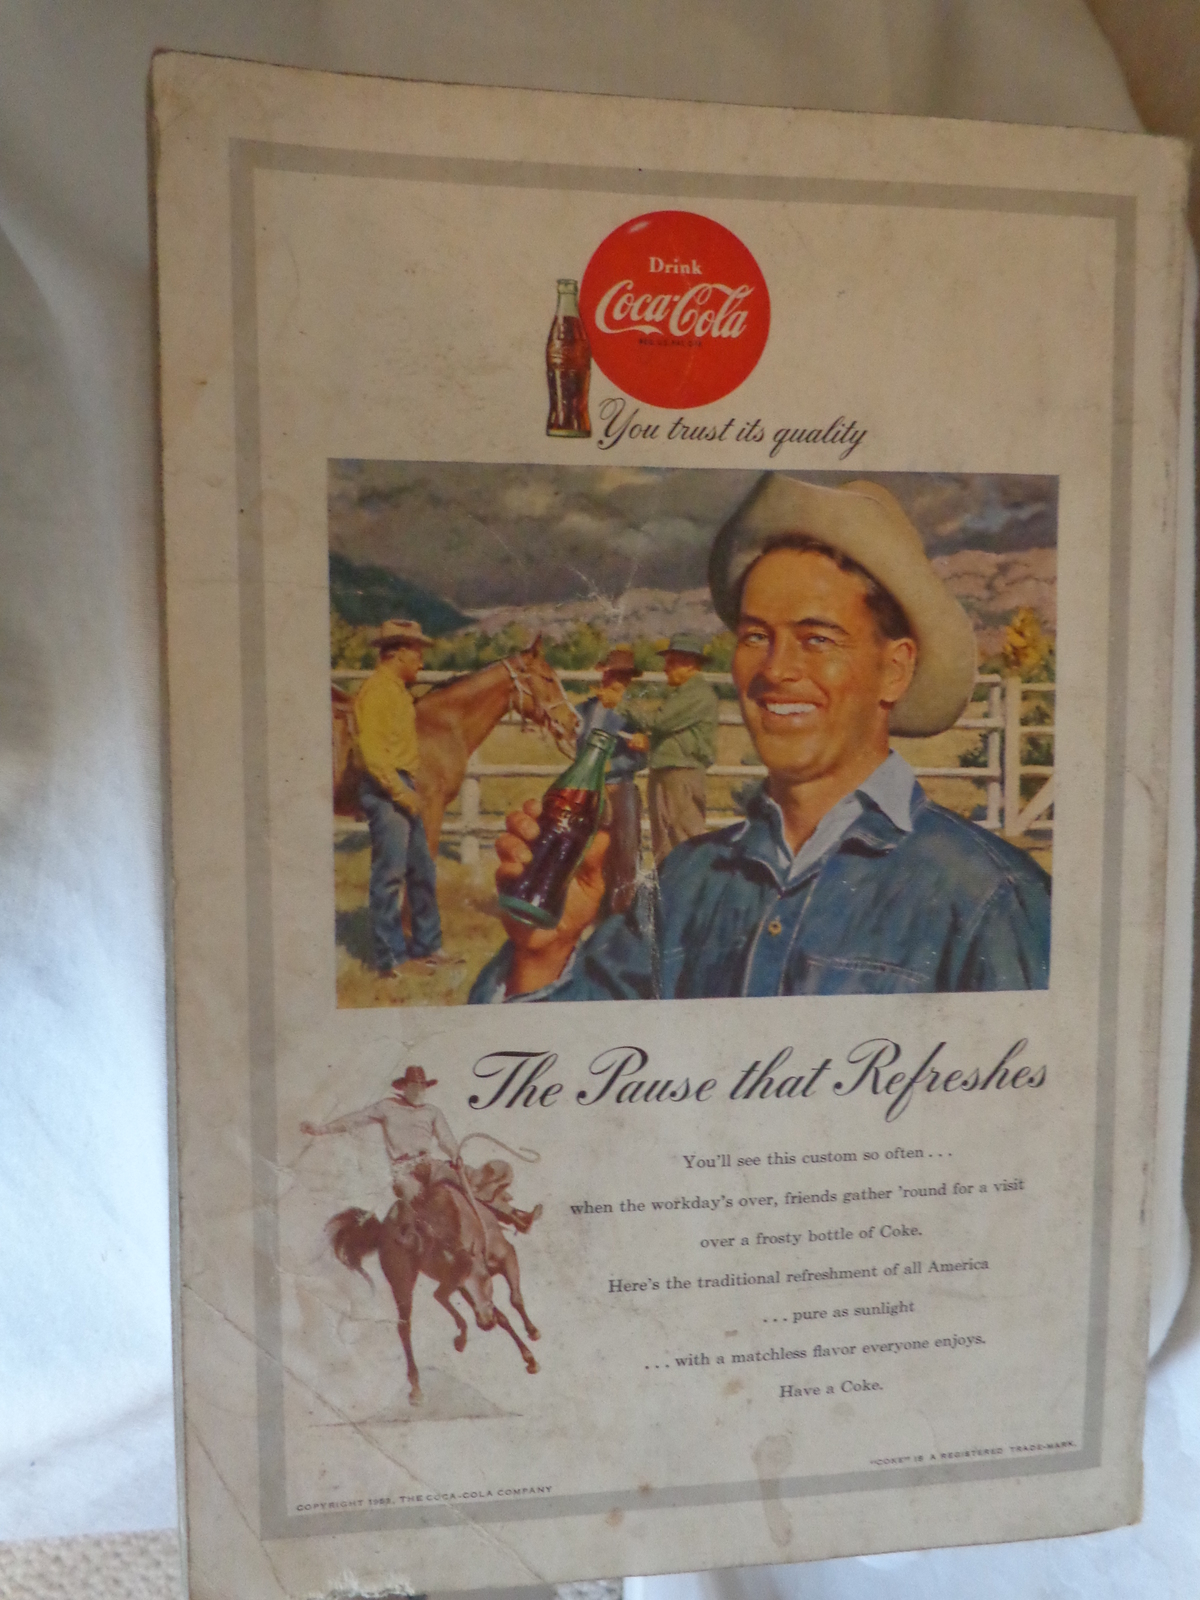 Drink
Coca-Cola
You trust its quality
The Pause that Refreshes
You'll see this custom so often...
when the workday's over, friends gather 'round for a visit
over a frosty bottle of Coke.
Here's the traditional refreshment of all America
...pure as sunlight
...with a matchless flavor everyone enjoys.
Have a Coke.
"COKE" IS A REGISTERED TRADE-MARK.
COPYRIGHT 1953, THE COCA-COLA COMPANY